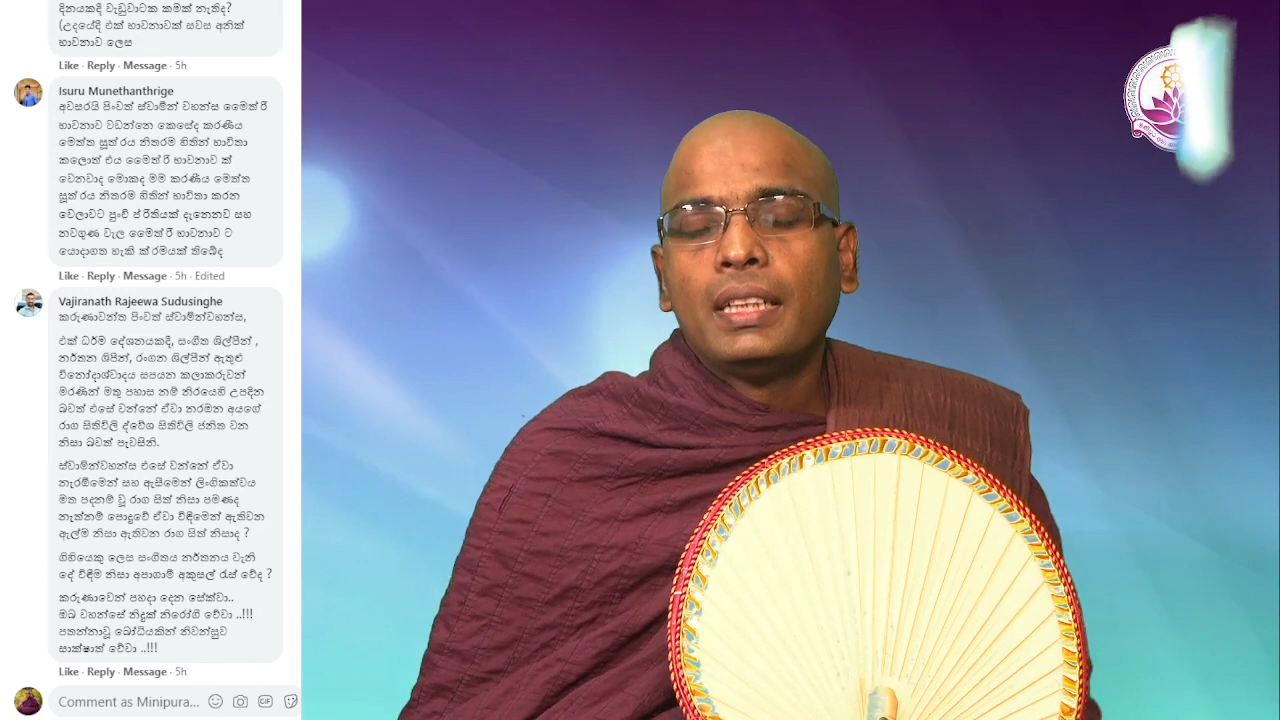 දිනයකදී වැඩුවාටක කමක් නැතිද?
(උදයේදී එක් භාවනාවක් සවස අනික්
භාවනාව ලෙස
Like · Reply · Message · 5h
Isuru Munethanthrige
අවසරයි පිංවත් ස්වාමීන් වහන්ස මෛත් රී
භාවනාව වඩන්නෙ කෙසේද කරණීය
මෙත්ත සූත් රය නිතරම හිතින් භාවිතා
කලොත් එය මෛත් රී භාවනාව ක්
වෙනවාද මොකද මම කරණීය මෙත්ත
සූත් රය නිතරම හිතින් භාවිතා කරන
වෙලාවට පුංචි ප් රීතියක් දැනෙනව සහ
නවගුණ වැල මෛත් රී භාවනාව ට
යොදාගත හැකි ක් රමයක් තිබේද
Like · Reply · Message · 5h · Edited
Vajiranath Rajeewa Sudusinghe
කරුණාවන්ත පිංවත් ස්වාමීන්වහන්ස,
එක් ධර්ම දේශනයකදී, සංගීත ශිල්පීන් ,
නර්තන ශිපීන්, රංගන ශිල්පීන් ඇතුළු
විනෝදාශ්වාදය සපයන කලාකරුවන්
මරණින් මතු පහාස නම් නිරයෙහි උපදින
බවත් එසේ වන්නේ ඒවා නරඹන අයගේ
රාග සිතිවිලි ද්වේශ සිතිවිලි ජනිත වන
නිසා බවත් පැවසීනි.
ස්වාමීන්වහන්ස එසේ වන්නේ ඒවා
නැරඹීමෙන් සහ ඇසීමෙන් ලිංගිකත්වය
මත පදනම් වූ රාග සිත් නිසා පමණද
නැත්නම් පොදුවේ ඒවා විඳීමෙන් ඇතිවන
ඇල්ම නිසා ඇතිවන රාග සිත් නිසාද ?
ගිහියෙකු ලෙස සංගීතය නර්තනය වැනි
දේ විඳීම නිසා අපාගාමී අකුසල් රැස් වේද ?
කරුණාවෙන් පහදා දෙන සේක්වා..
ඔබ වහන්සේ නිදුක් නිරෝගී වේවා ..!!!
පතන්නාවූ බෝධියකින් නිවන්සුව
සාක්ෂාත් වේවා ..!!!
Like · Reply · Message · 5h
Comment as Minipura...
GIF